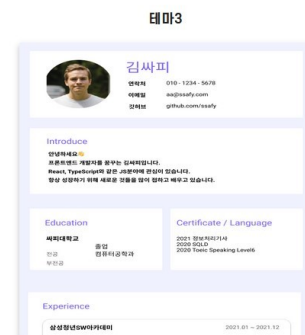 테마3
김싸피
연락처 010 - 1234 - 5678
이메일 aa@ssafy.com
깃허브 github.com/ssafy
Introduce
안녕하세요👋
프론트엔드 개발자를 꿈꾸는 김싸피입니다.
React, TypeScript와 같은 JS분야에 관심이 있습니다.
항상 성장하기 위해 새로운 것들을 많이 접하고 배우고 있습니다.
Education
싸피대학교
졸업
전공 컴퓨터공학과
부전공
Certificate / Language
2021 정보처리기사
2020 SQLD
2020 Toeic Speaking Level6
Experience
삼성청년SW아카데미 2021.01 ~ 2021.12